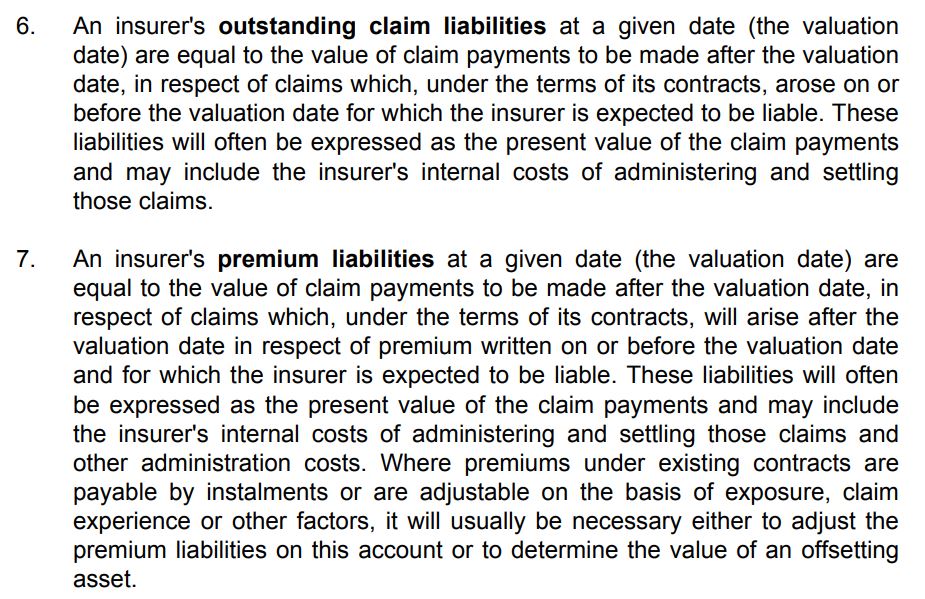 6. An insurer's outstanding claim liabilities at a given date (the valuation
date) are equal to the value of claim payments to be made after the valuation
date, in respect of claims which, under the terms of its contracts, arose on or
before the valuation date for which the insurer is expected to be liable. These
liabilities will often be expressed as the present value of the claim payments
and may include the insurer's internal costs of administering and settling
those claims.
7. An insurer's premium liabilities at a given date (the valuation date) are
equal to the value of claim payments to be made after the valuation date, in
respect of claims which, under the terms of its contracts, will arise after the
valuation date in respect of premium written on or before the valuation date
and for which the insurer is expected to be liable. These liabilities will often
be expressed as the present value of the claim payments and may include
the insurer's internal costs of administering and settling those claims and
other administration costs. Where premiums under existing contracts are
payable by instalments or are adjustable on the basis of exposure, claim
experience or other factors, it will usually be necessary either to adjust the
premium liabilities on this account or to determine the value of an offsetting
asset.